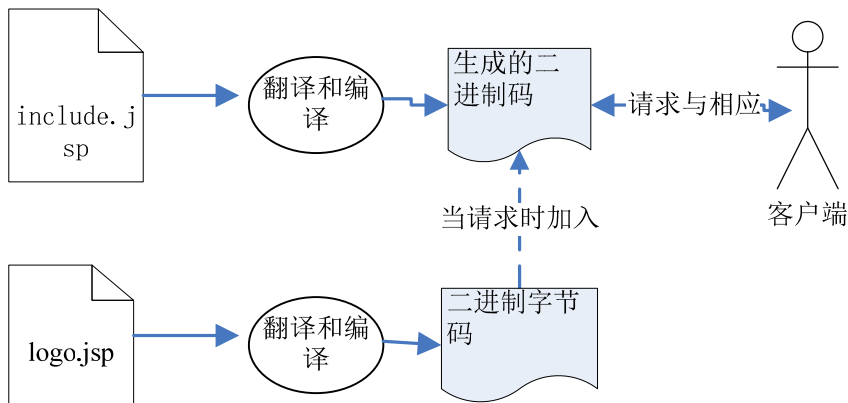 include.j
sp
翻译和编
译
生成的二
进制码
请求与相应
客户端
当请求时加入
logo.jsp
翻译和编
译
二进制字节
码